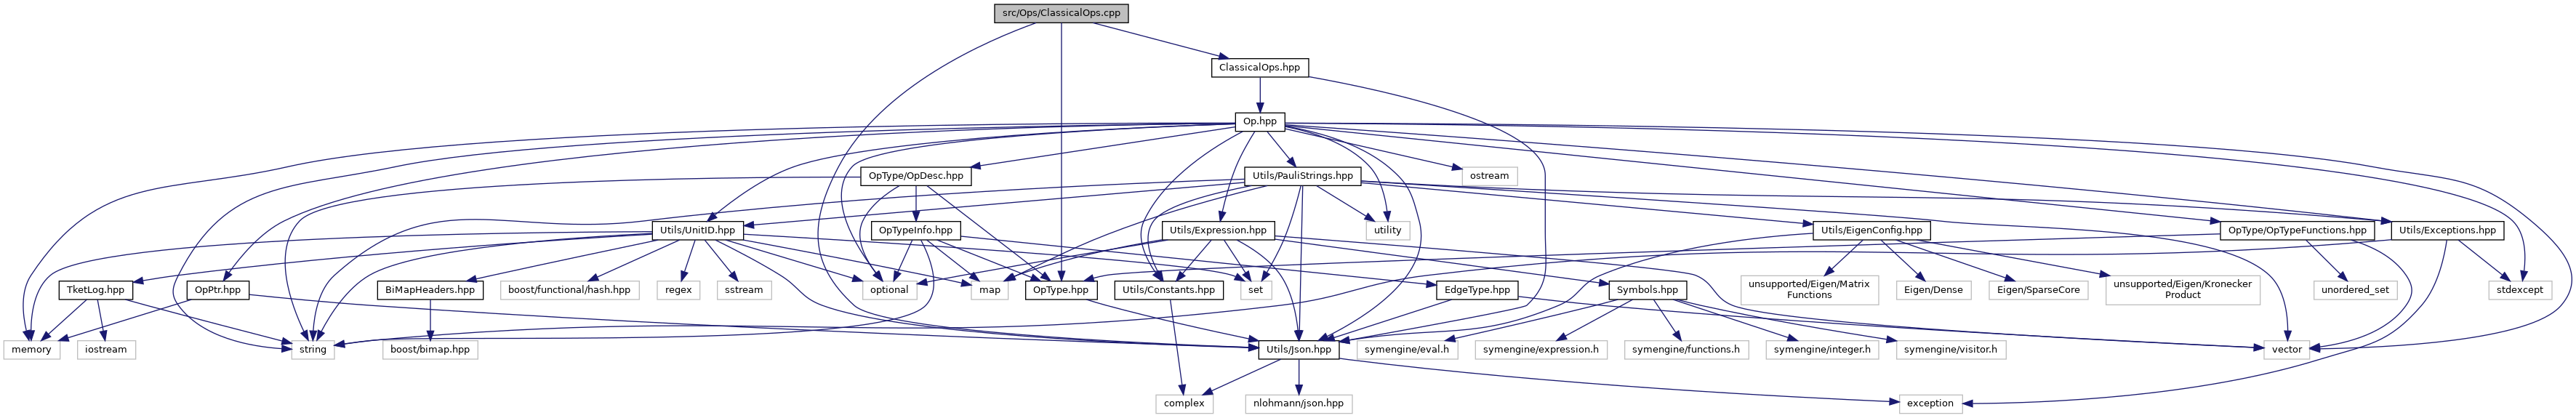 src/Ops/ClassicalOps.cpp
ClassicalOps.hpp
Op.hpp
OpType/OpDesc.hpp
Utils/PauliStrings.hpp
ostream
Utils/UnitID.hpp
OpTypeInfo.hpp
Utils/Expression.hpp
utility
Utils/EigenConfig.hpp
OpType/OpTypeFunctions.hpp
Utils/Exceptions.hpp
TketLog.hpp
OpPtr.hpp
BiMapHeaders.hpp
boost/functional/hash.hpp
regex
sstream
optional
map
OpType.hpp
Utils/Constants.hpp
set
EdgeType.hpp
Symbols.hpp
unsupported/Eigen/Matrix
Functions
Eigen/Dense
Eigen/SparseCore
unsupported/Eigen/Kronecker
Product
unordered_set
stdexcept
memory
iostream
string
boost/bimap.hpp
Utils/Json.hpp
symengine/eval.h
symengine/expression.h
symengine/functions.h
symengine/integer.h
symengine/visitor.h
vector
complex
nlohmann/json.hpp
exception